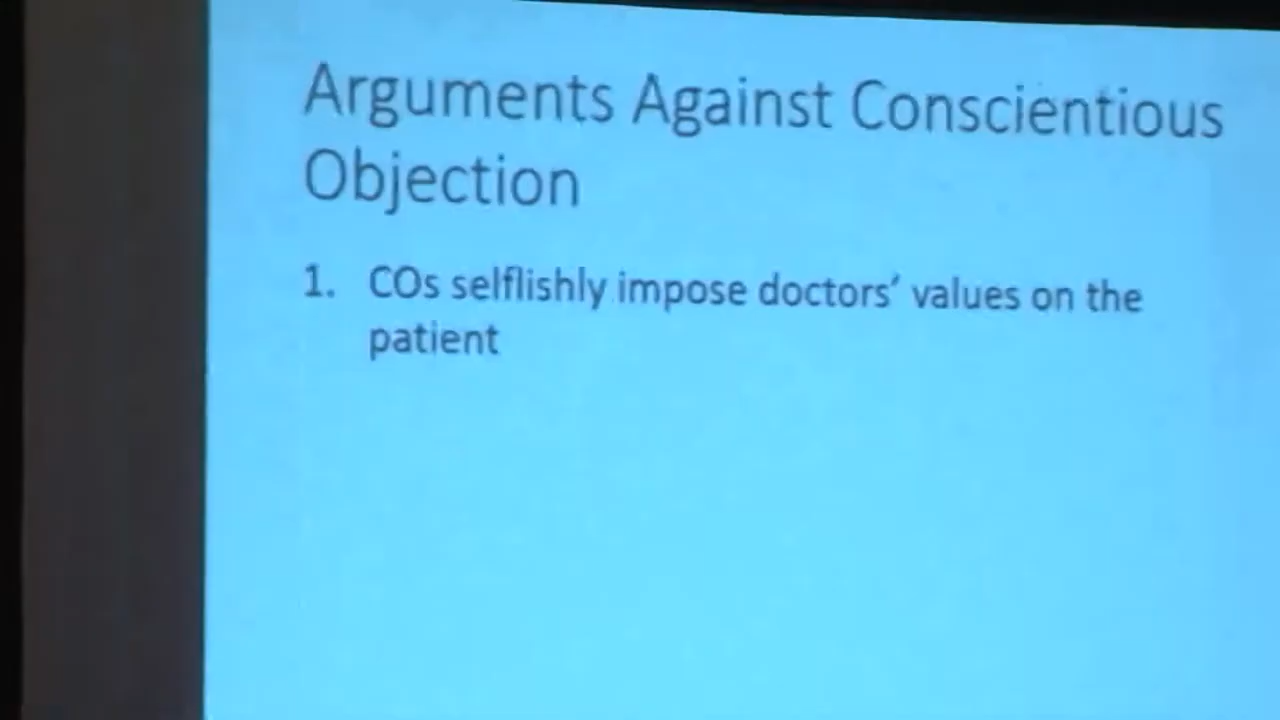 Arguments Against Conscientious
Objection
1. COs selflishly impose doctors' values on the
patient